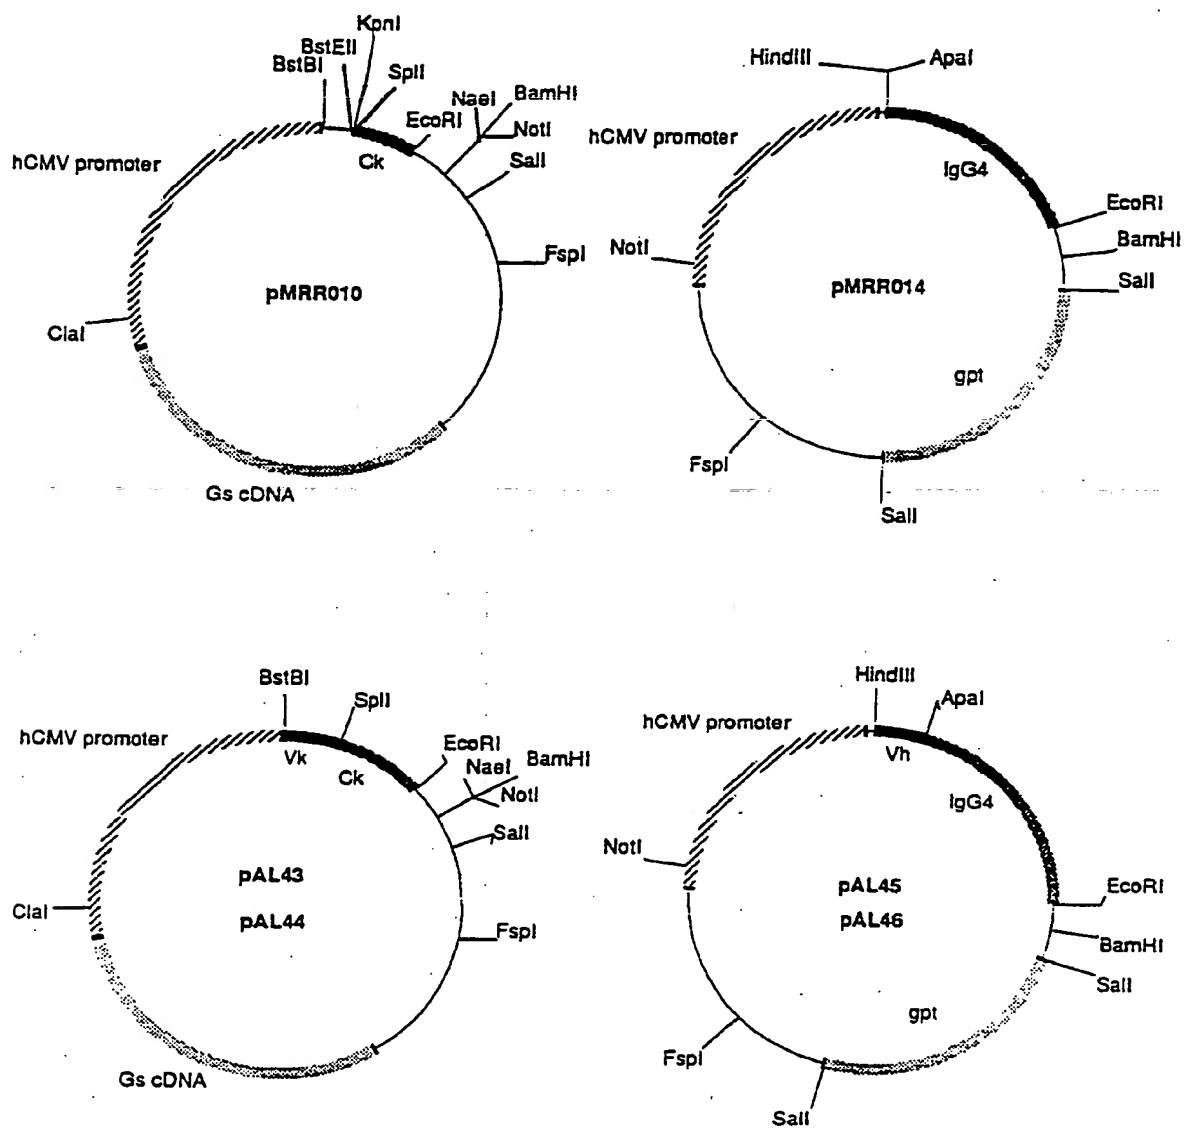 KpnI
BstEII
BstBI
SplI
NaeI
BamHI
EcoRI
NotI
SalI
hCMV promoter
Ck
FspI
pMRR010
ClaI
Gs cDNA
HindIII
ApaI
hCMV promoter
IgG4
EcoRI
NotI
BamHI
SalI
pMRR014
gpt
FspI
SalI
BstBI
SplI
hCMV promoter
Vk
Ck
EcoRI
NaeI
BamHI
NotI
SalI
pAL43
pAL44
ClaI
FspI
Gs cDNA
HindIII
ApaI
hCMV promoter
Vh
IgG4
NotI
pAL45
pAL46
EcoRI
BamHI
SalI
gpt
FspI
SalI